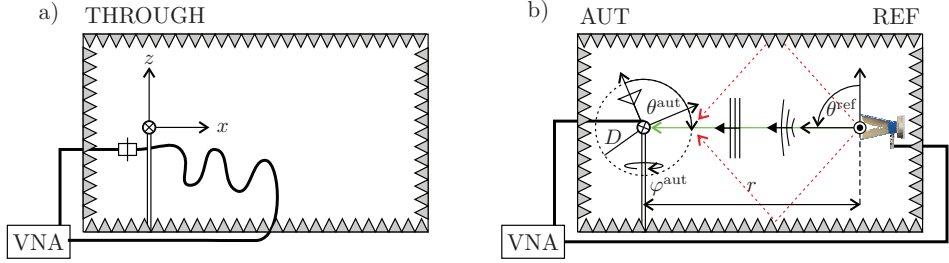 a) THROUGH
z
x
VNA
b) AUT REF
θ^aut
θ^ref
D
φ^aut
r
VNA